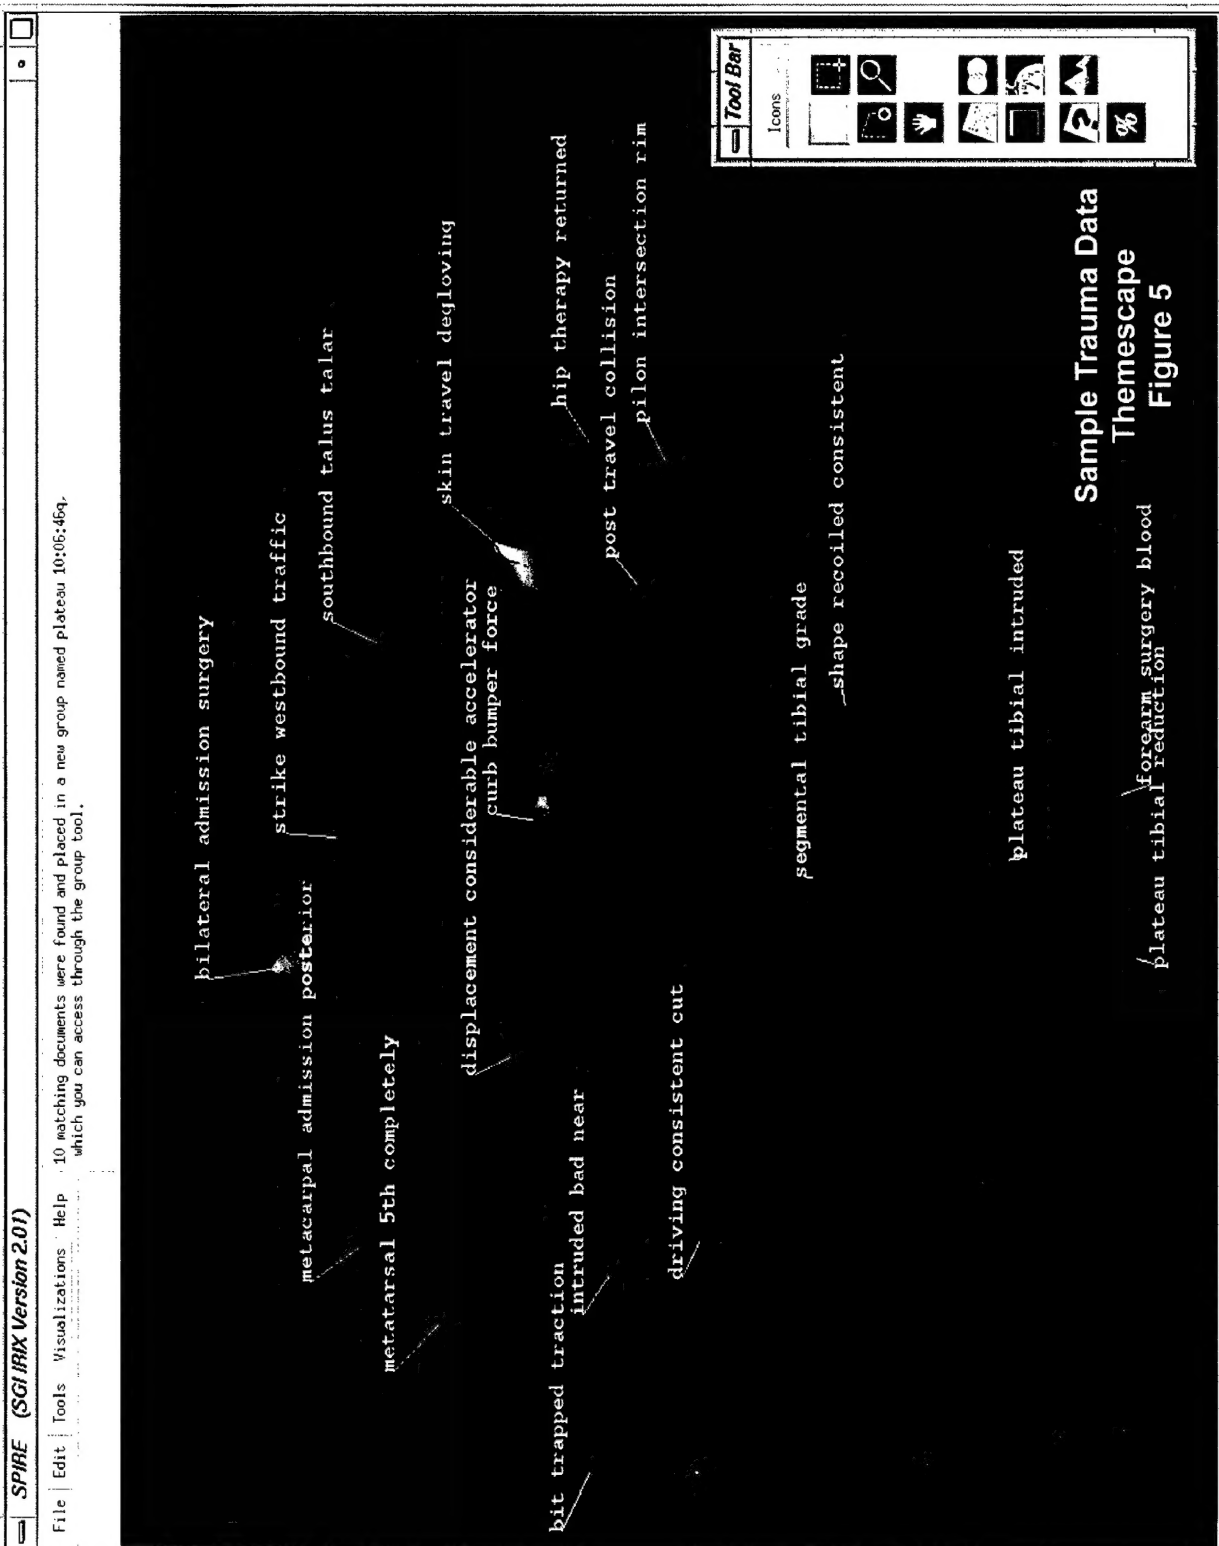 SPIRE (SGI IRIX Version 2.01)
File Edit Tools Visualizations Help
10 matching documents were found and placed in a new group named plateau 10:06:46q,
which you can access through the group tool.
bilateral admission surgery
strike westbound traffic
metacarpal admission posterior
southbound talus talar
metatarsal 5th completely
skin travel degloving
displacement considerable accelerator
curb bumper force
bit trapped traction
hip therapy returned
intruded bad near
post travel collision
pilon intersection rim
driving consistent cut
segmental tibial grade
shape recoiled consistent
plateau tibial intruded
forearm surgery blood
plateau tibial reduction
Tool Bar
Icons
?
%
Sample Trauma Data
Themescape
Figure 5